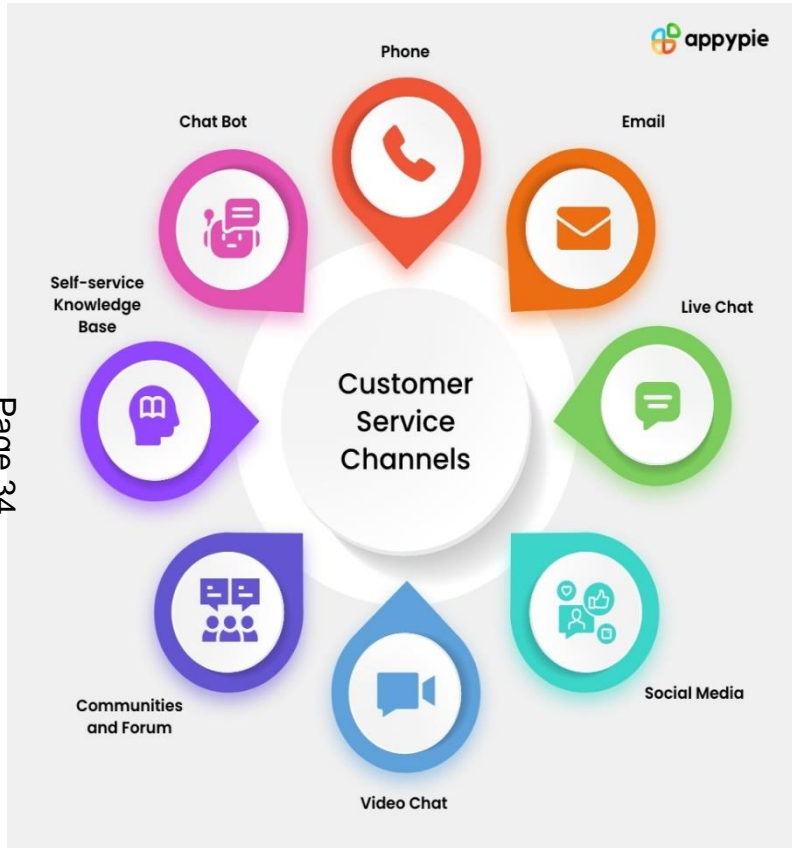 appypie
Phone
Email
Live Chat
Social Media
Video Chat
Communities
and Forum
Self-service
Knowledge
Base
Chat Bot
Customer
Service
Channels
Page 34